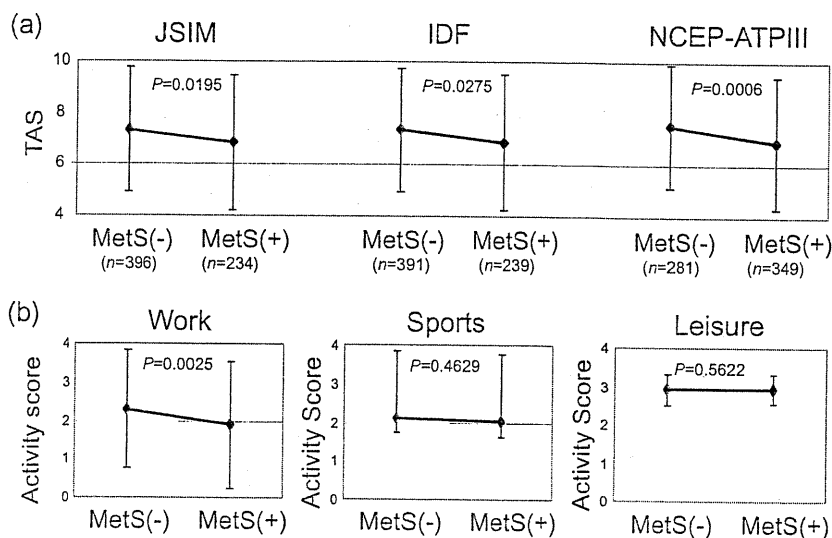 (a)
JSIM IDF NCEP-ATPIII
TAS
10
8
6
4
P=0.0195 P=0.0275 P=0.0006
MetS(-) MetS(+) MetS(-) MetS(+) MetS(-) MetS(+)
(n=396) (n=234) (n=391) (n=239) (n=281) (n=349)
(b)
Work Sports Leisure
Activity score
4
3
2
1
0
P=0.0025
MetS(-) MetS(+)
Activity Score
4
3
2
1
0
P=0.4629
MetS(-) MetS(+)
Activity Score
4
3
2
1
0
P=0.5622
MetS(-) MetS(+)